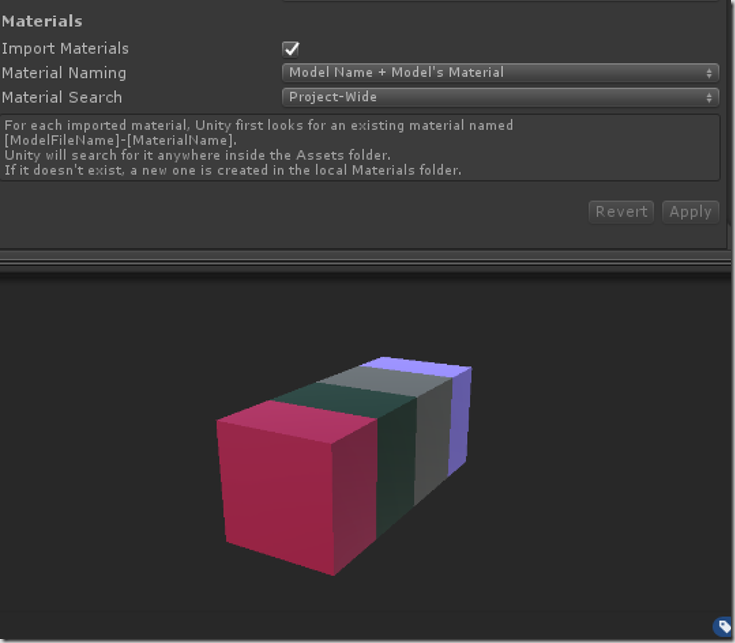 Materials
Import Materials
Material Naming Model Name + Model's Material
Material Search Project-Wide
For each imported material, Unity first looks for an existing material named
[ModelFileName]-[MaterialName].
Unity will search for it anywhere inside the Assets folder.
If it doesn't exist, a new one is created in the local Materials folder.
Revert Apply